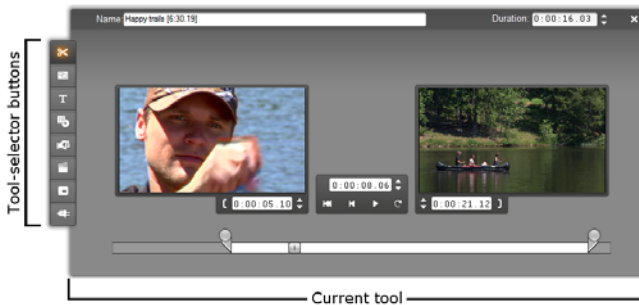 Name: Happy trails [6:30.19]
Duration: 0:00:16.03
Tool-selector buttons
T
0:00:08.06
[ 0:00:05.10
0:00:21.12 ]
Current tool